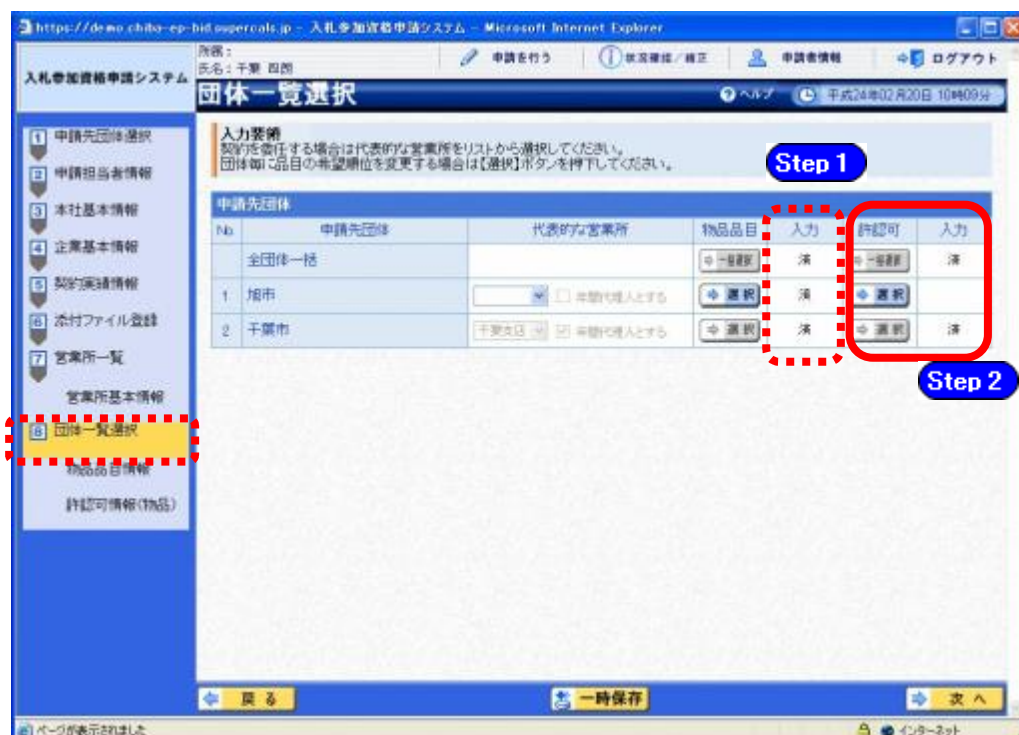 https://demo.chiba-ep-bid.supercals.jp - 入札参加資格申請システム - Microsoft Internet Explorer
入札参加資格申請システム
所属:
氏名:千葉 四朗
申請を行う
状況確認/補正
申請者情報
ログアウト
団体一覧選択
ヘルプ
平成24年02月20日 10時09分
1 申請先団体選択
2 申請担当者情報
3 本社基本情報
4 企業基本情報
5 契約実績情報
6 添付ファイル登録
7 営業所一覧
営業所基本情報
8 団体一覧選択
物品品目情報
許認可情報(物品)
入力要領
契約を委任する場合は代表的な営業所をリストから選択してください。
団体毎に品目の希望順位を変更する場合は【選択】ボタンを押下してください。
Step 1
申請先団体
No 申請先団体 代表的な営業所 物品品目 入力 許認可 入力
全団体一括 一括選択 済 一括選択 済
1 旭市 年間代理人とする 選択 済 選択
2 千葉市 千葉支店 年間代理人とする 選択 済 選択 済
Step 2
戻る
一時保存
次へ
ページが表示されました
インターネット